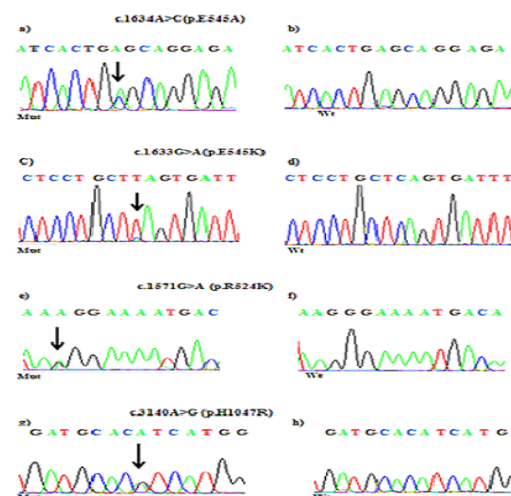 c.1634A>C(p.E545A)
a)
b)
ATCACTGAGCAGGAGA
ATCACTGAGCAGGAGA
Mut
Wt
c.1633G>A(p.E545K)
C)
d)
CTCCTGCTTAGTGATT
CTCCTGCTCAGTGATTT
Mut
Wt
c.1571G>A (p.R524K)
e)
f)
AAAGGAAAATGAC
AAGGGAAAATGACA
Mut
Wt
c.3140A>G (p.H1047R)
g)
h)
GATGCACATCATGG
GATGCACATCATG